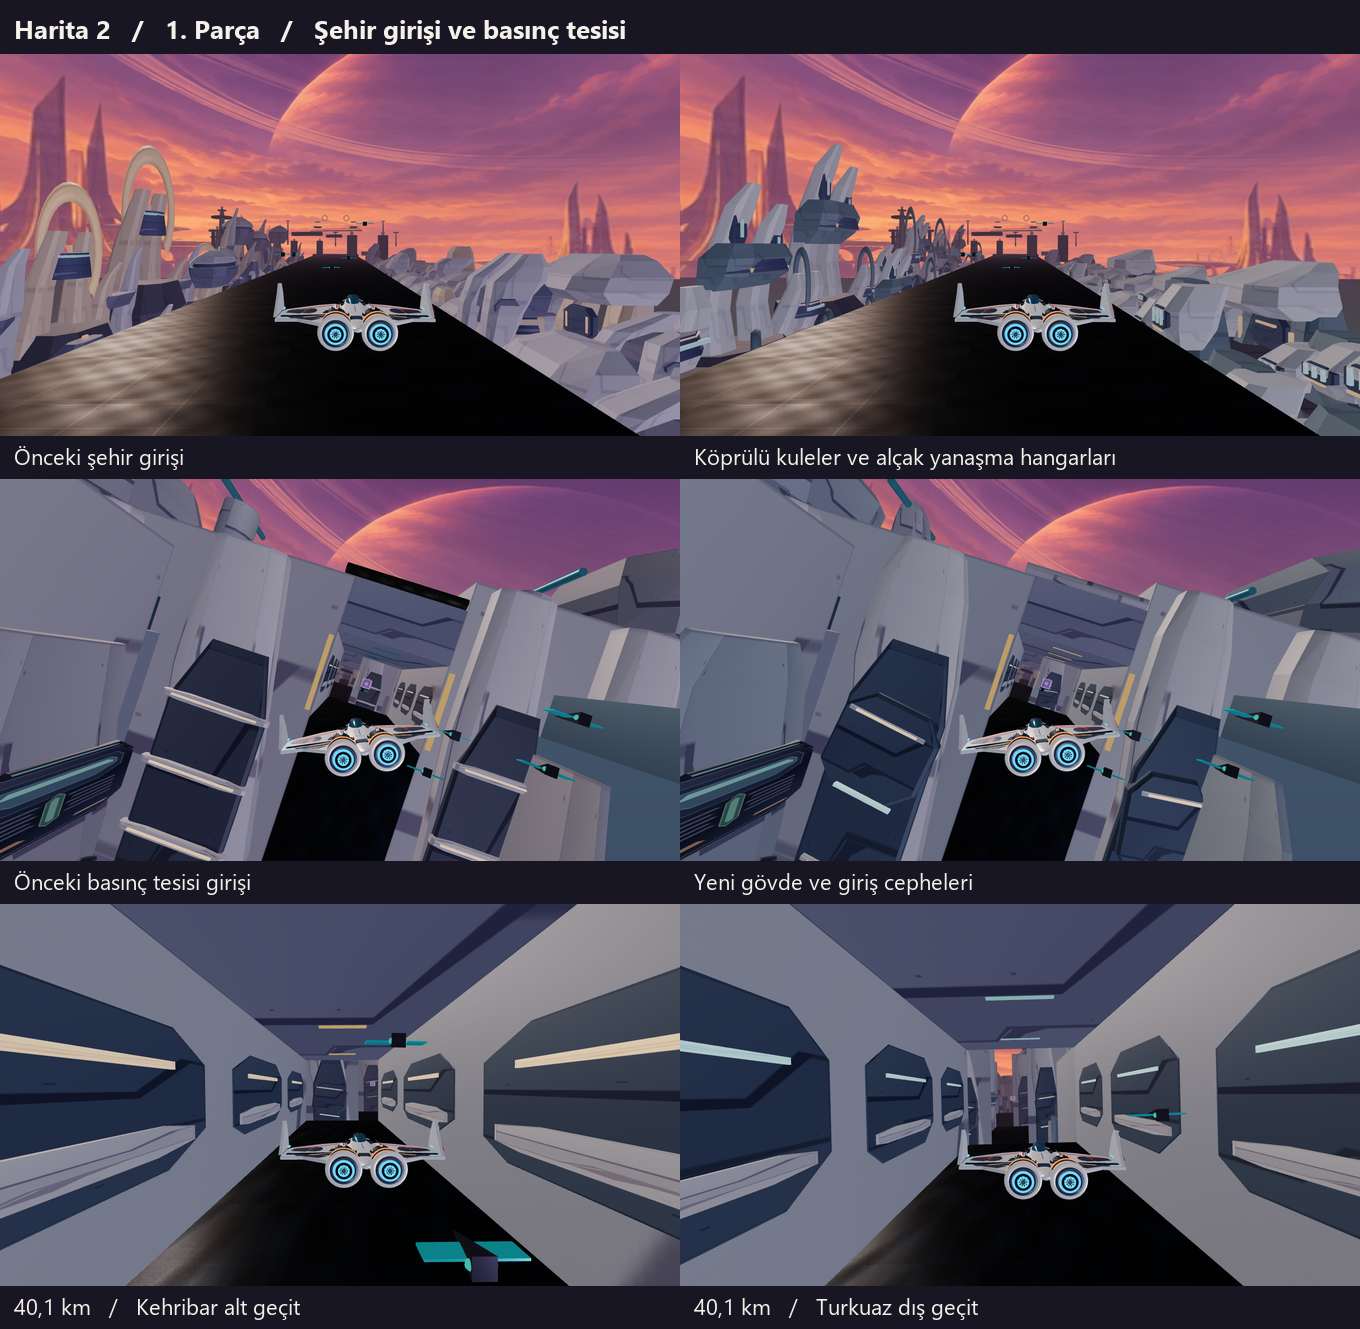 Harita 2 / 1. Parça / Şehir girişi ve basınç tesisi
Önceki şehir girişi
Köprülü kuleler ve alçak yanaşma hangarları
Önceki basınç tesisi girişi
Yeni gövde ve giriş cepheleri
40,1 km / Kehribar alt geçit
40,1 km / Turkuaz dış geçit